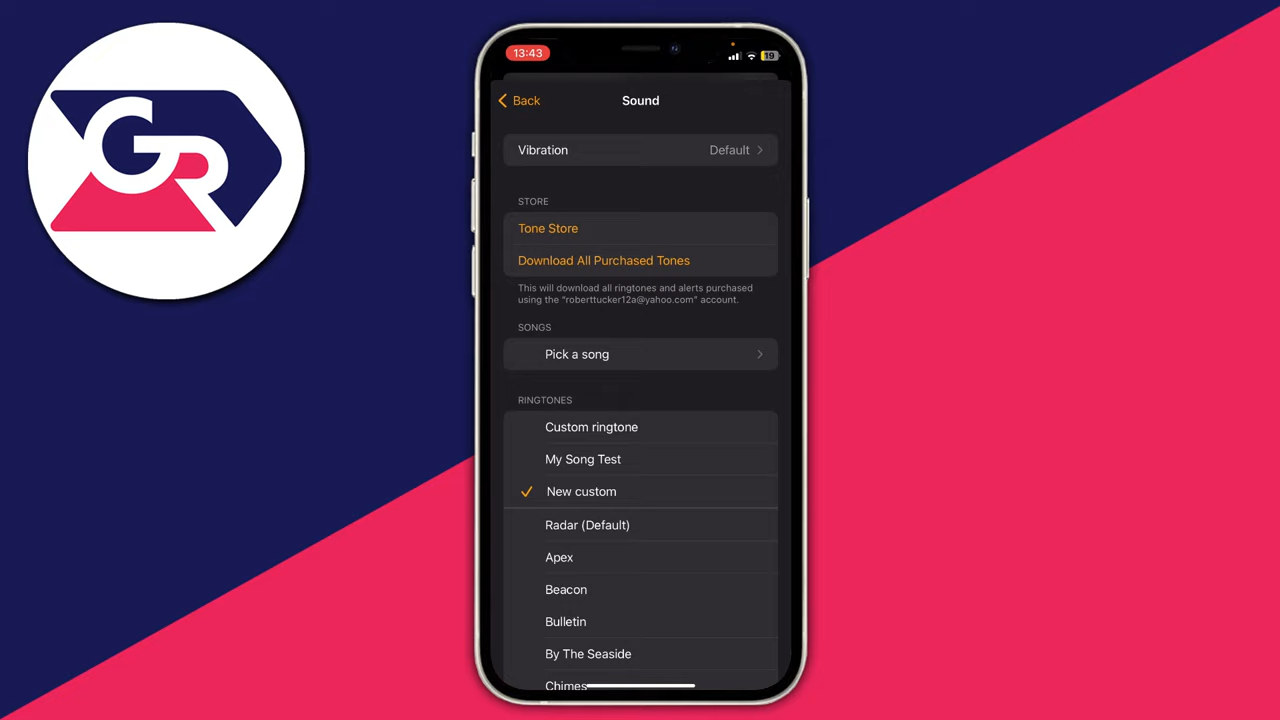 GR
13:43
19
Back
Sound
Vibration
Default
STORE
Tone Store
Download All Purchased Tones
This will download all ringtones and alerts purchased
using the “roberttucker12a@yahoo.com” account.
SONGS
Pick a song
RINGTONES
Custom ringtone
My Song Test
New custom
Radar (Default)
Apex
Beacon
Bulletin
By The Seaside
Chimes